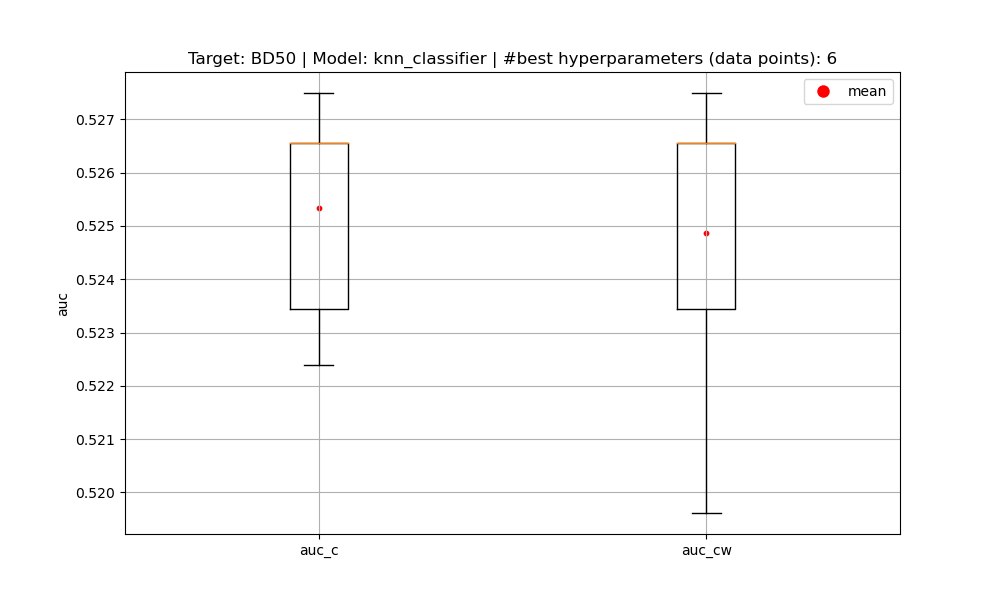 Target: BD50 | Model: knn_classifier | #best hyperparameters (data points): 6
mean
0.527
0.526
0.525
0.524
0.523
0.522
0.521
0.520
auc
auc_c
auc_cw